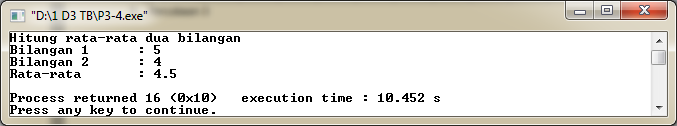 "D:\1 D3 TB\P3-4.exe"
Hitung rata-rata dua bilangan
Bilangan 1      : 5
Bilangan 2      : 4
Rata-rata       : 4.5
Process returned 16 (0x10)   execution time : 10.452 s
Press any key to continue.